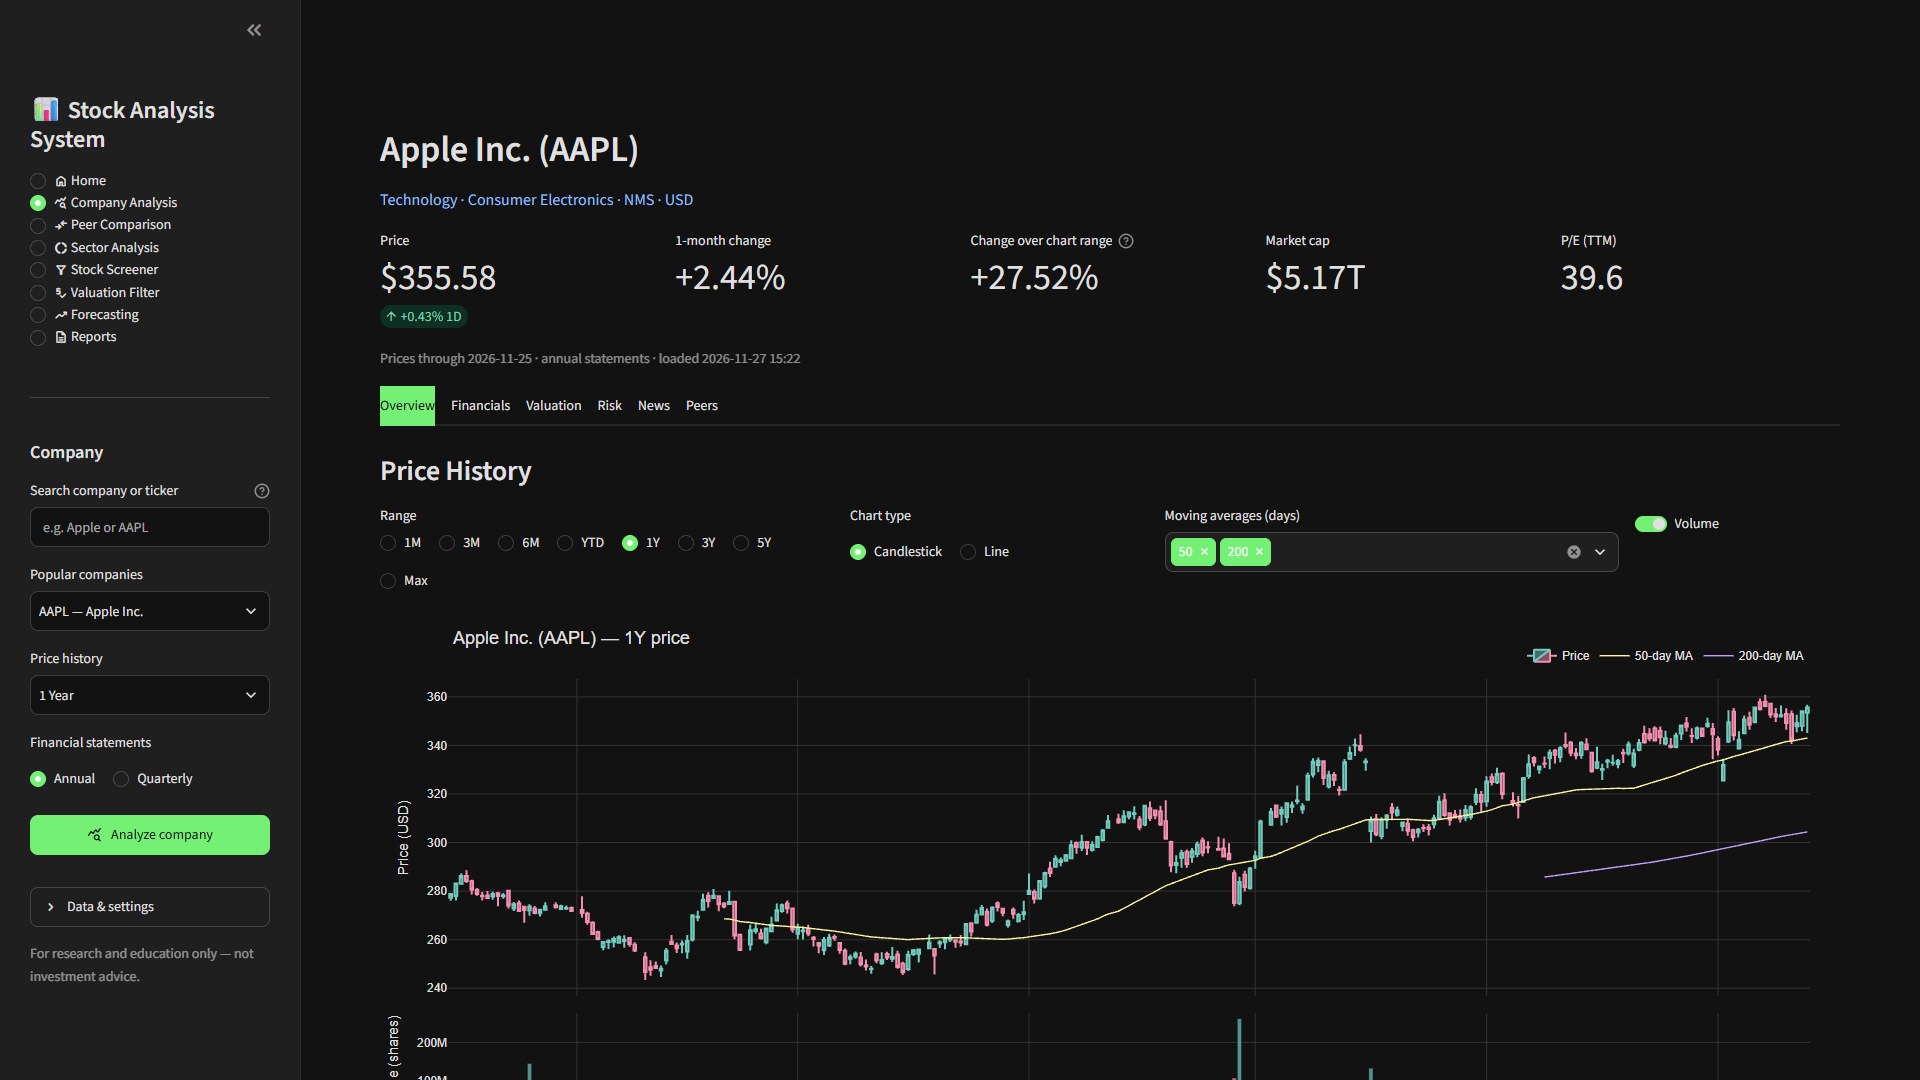 Stock Analysis
System
Home
Company Analysis
Peer Comparison
Sector Analysis
Stock Screener
Valuation Filter
Forecasting
Reports
Company
Search company or ticker
e.g. Apple or AAPL
Popular companies
AAPL — Apple Inc.
Price history
1 Year
Financial statements
Annual Quarterly
Analyze company
Data & settings
For research and education only — not
investment advice.
Apple Inc. (AAPL)
Technology · Consumer Electronics · NMS · USD
Price 1-month change Change over chart range Market cap P/E (TTM)
$355.58 +2.44% +27.52% $5.17T 39.6
↑ +0.43% 1D
Prices through 2026-11-25 · annual statements · loaded 2026-11-27 15:22
Overview Financials Valuation Risk News Peers
Price History
Range Chart type Moving averages (days)
1M 3M 6M YTD 1Y 3Y 5Y Candlestick Line 50 × 200 × Volume
Max
Apple Inc. (AAPL) — 1Y price
Price 50-day MA 200-day MA
360
340
320
300
280
260
240
Price (USD)
200M
100M
e (shares)